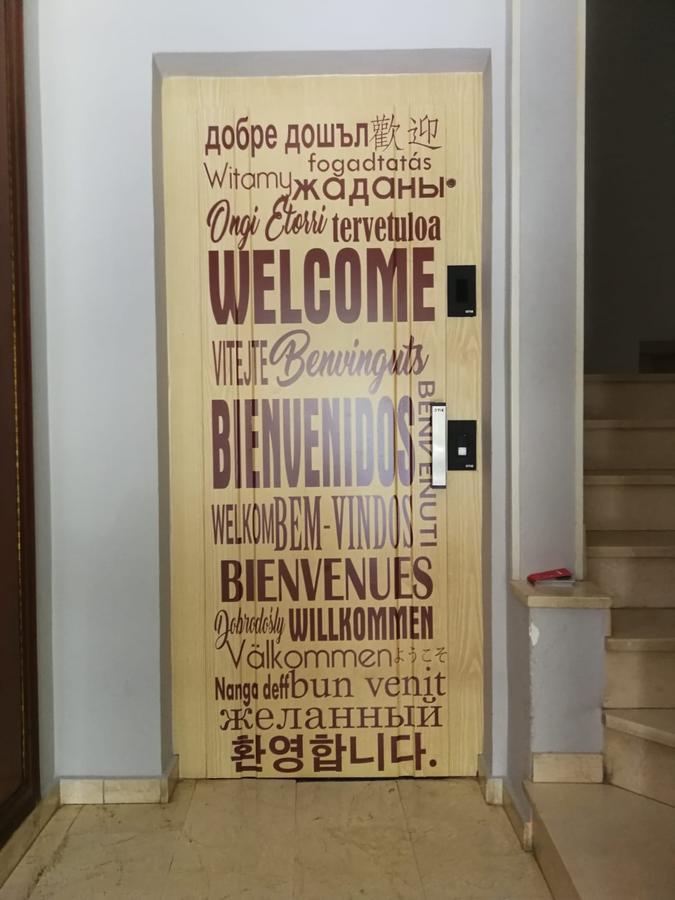 добре дошъл歡迎
Witamy fogadtatás
жаданы
Ongi Etorri tervetuloa
WELCOME
VITEJTE Benvinguts
BIENVENIDOS
BENVENUTI
WELKOM BEM-VINDOS
BIENVENUES
Dobrodošly WILLKOMMEN
Välkommen ようこそ
Nanga deff bun venit
желанный
환영합니다.